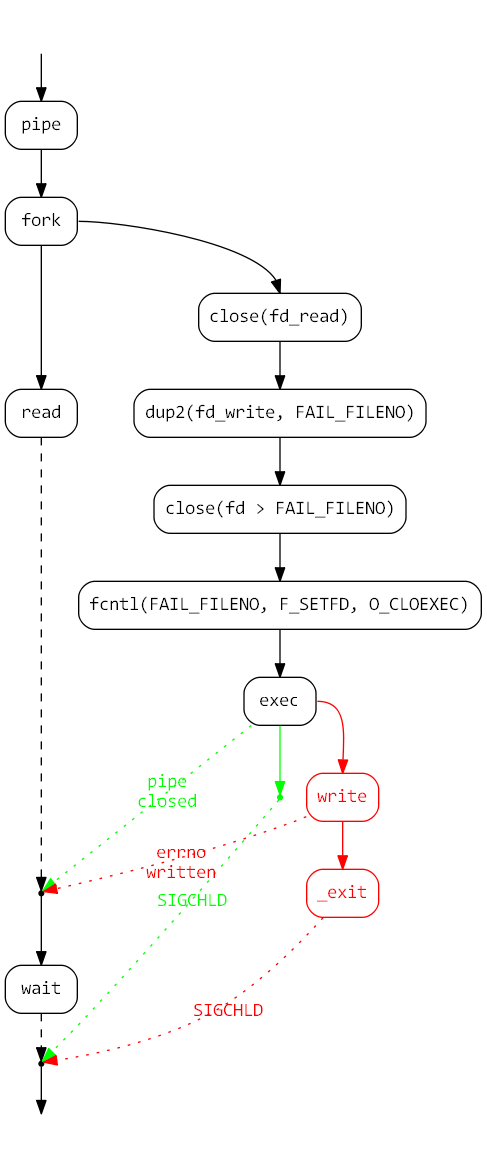 pipe
fork
close(fd_read)
read
dup2(fd_write, FAIL_FILENO)
close(fd > FAIL_FILENO)
fcntl(FAIL_FILENO, F_SETFD, O_CLOEXEC)
exec
pipe
closed
write
errno
written
SIGCHLD
_exit
wait
SIGCHLD